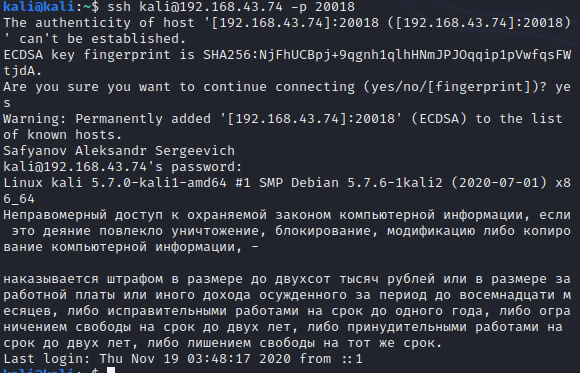 kali@kali:~$ ssh kali@192.168.43.74 -p 20018
The authenticity of host '[192.168.43.74]:20018 ([192.168.43.74]:20018)
' can't be established.
ECDSA key fingerprint is SHA256:NjFhUCBpj+9qgnh1qlhHNmJPJOqqip1pVwfqsFW
tjdA.
Are you sure you want to continue connecting (yes/no/[fingerprint])? ye
s
Warning: Permanently added '[192.168.43.74]:20018' (ECDSA) to the list
of known hosts.
Safyanov Aleksandr Sergeevich
kali@192.168.43.74's password:
Linux kali 5.7.0-kali1-amd64 #1 SMP Debian 5.7.6-1kali2 (2020-07-01) x8
6_64
Неправомерный доступ к охраняемой законом компьютерной информации, если
это деяние повлекло уничтожение, блокирование, модификацию либо копиро
вание компьютерной информации, -
наказывается штрафом в размере до двухсот тысяч рублей или в размере за
работной платы или иного дохода осужденного за период до восемнадцати м
есяцев, либо исправительными работами на срок до одного года, либо огра
ничением свободы на срок до двух лет, либо принудительными работами на
срок до двух лет, либо лишением свободы на тот же срок.
Last login: Thu Nov 19 03:48:17 2020 from ::1
kali@kali:~$